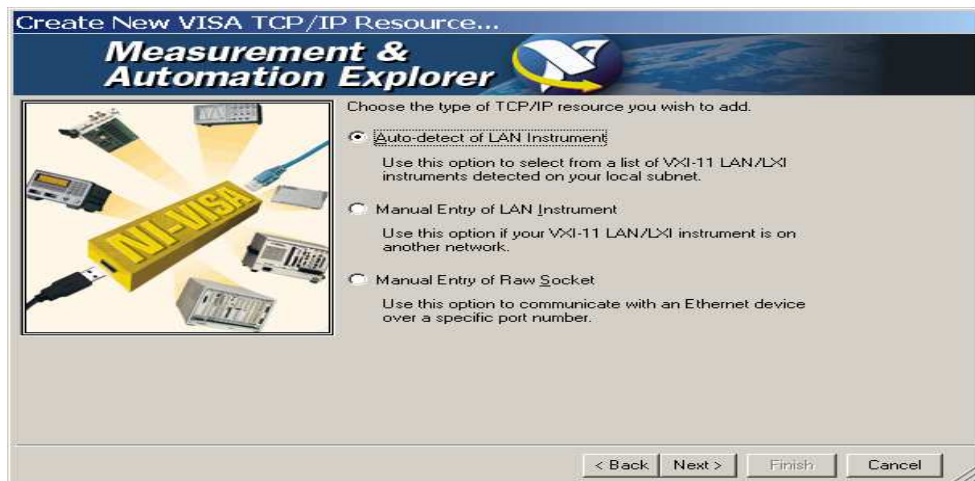 Create New VISA TCP/IP Resource...
Measurement &
Automation Explorer
NI-VISA
Choose the type of TCP/IP resource you wish to add.
Auto-detect of LAN Instrument
Use this option to select from a list of VXI-11 LAN/LXI
instruments detected on your local subnet.
Manual Entry of LAN Instrument
Use this option if your VXI-11 LAN/LXI instrument is on
another network.
Manual Entry of Raw Socket
Use this option to communicate with an Ethernet device
over a specific port number.
< Back Next > Finish Cancel